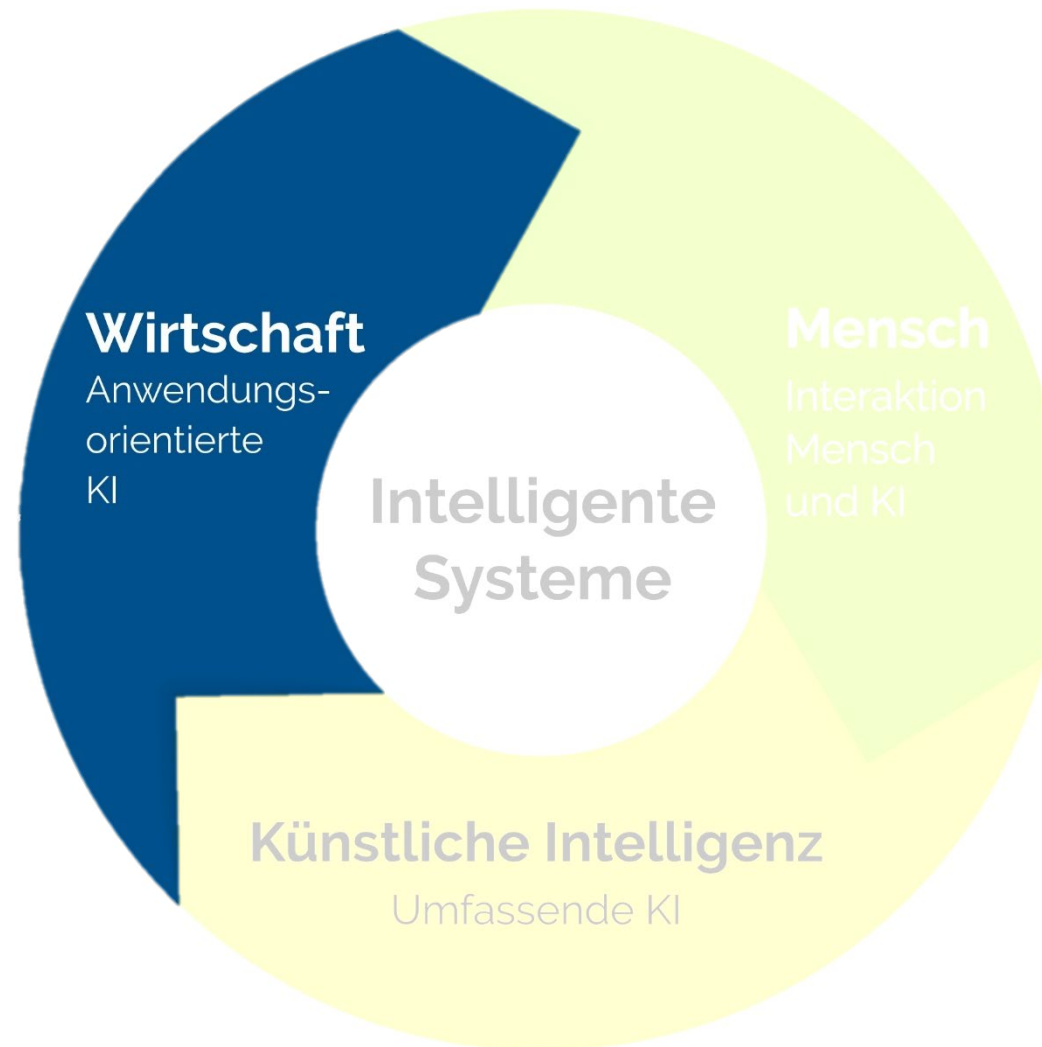 Wirtschaft
Anwendungs-
orientierte
KI
Mensch
Interaktion
Mensch
und KI
Intelligente
Systeme
Künstliche Intelligenz
Umfassende KI